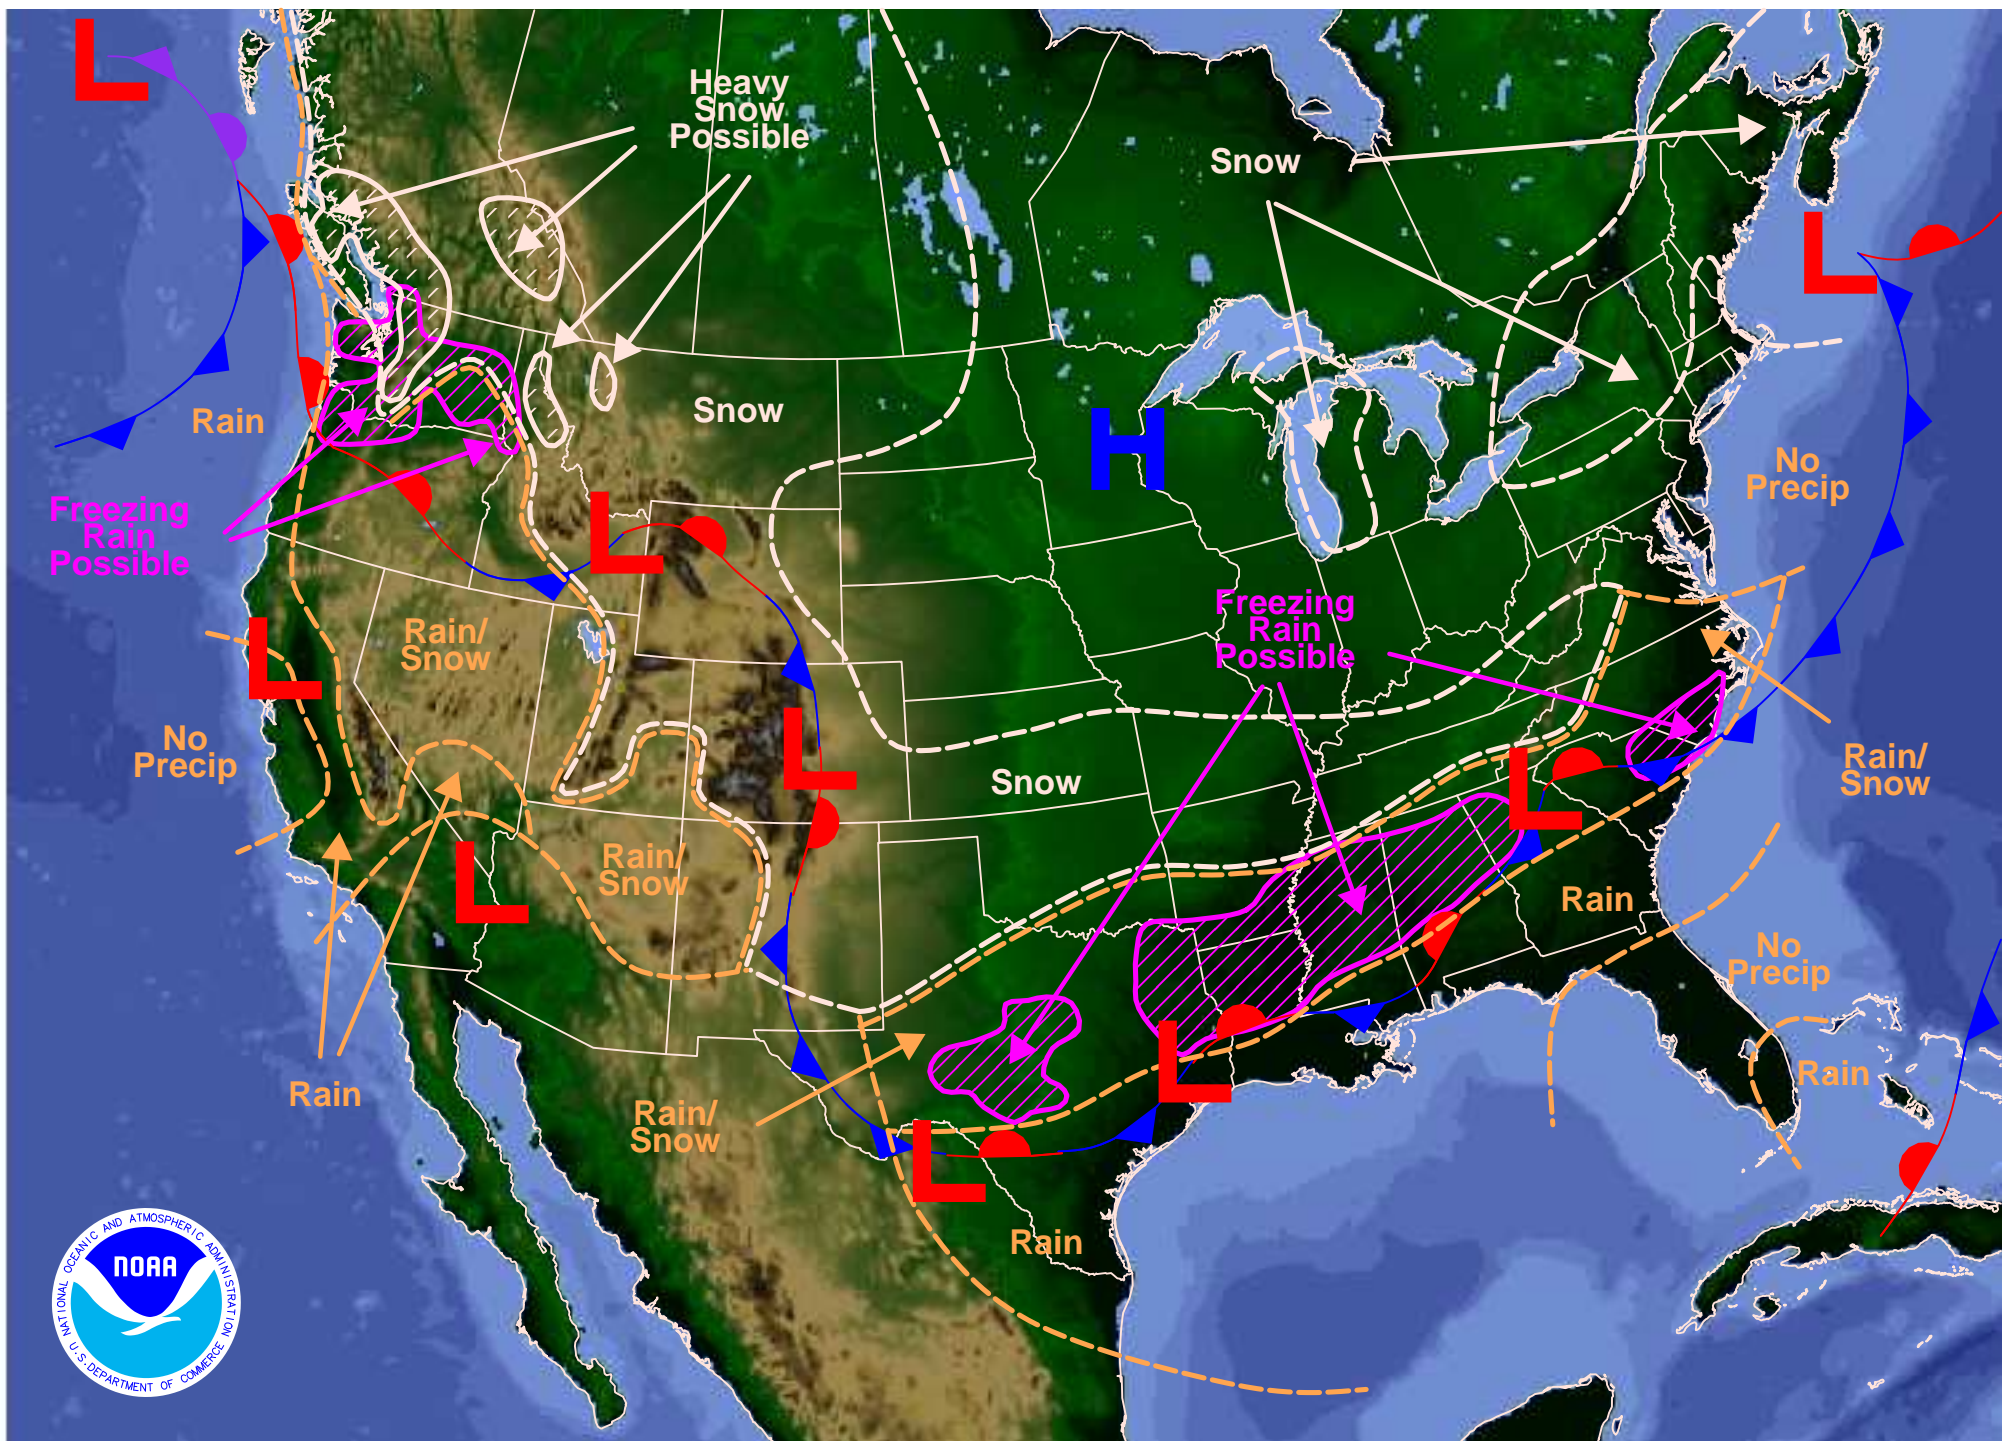 L
Heavy
Snow
Possible
Snow
L
Rain
Snow
H
No
Precip
Freezing
Rain
Possible
L
Freezing
Rain
Possible
Rain/
Snow
L
No
Precip
L
Snow
L
Rain/
Snow
Rain/
Snow
L
Rain
No
Precip
L
Rain
Rain
Rain/
Snow
L
Rain
NATIONAL OCEANIC AND ATMOSPHERIC ADMINISTRATION
NOAA
U.S. DEPARTMENT OF COMMERCE